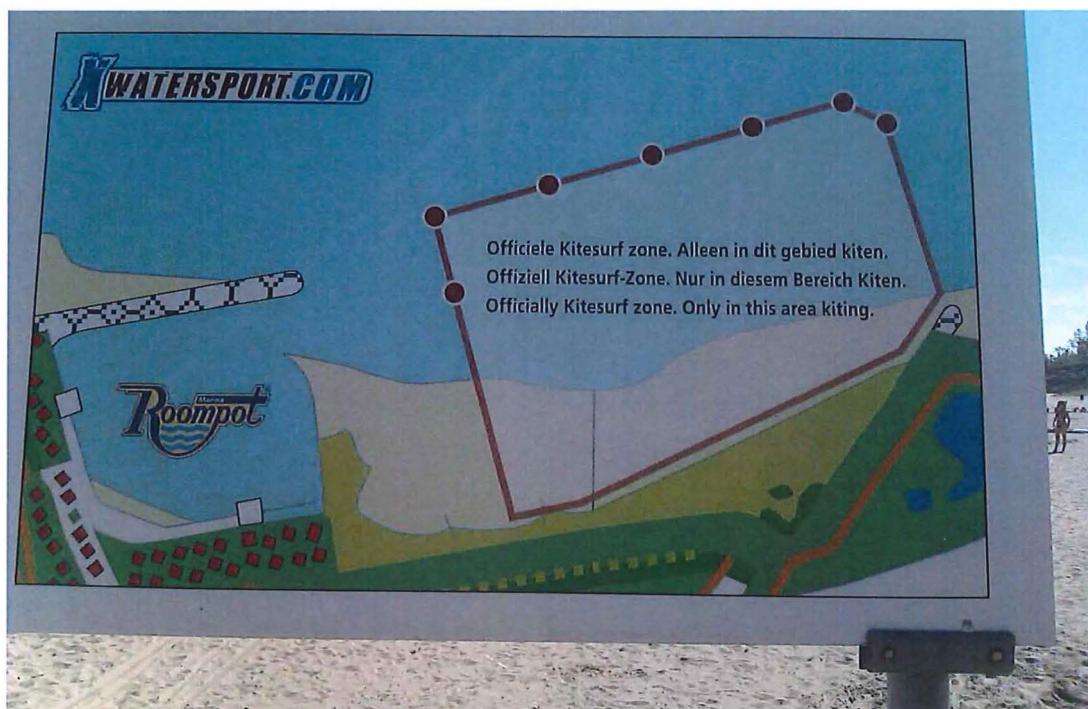 XWATERSPORT.COM
Officiele Kitesurf zone. Alleen in dit gebied kiten.
Offiziell Kitesurf-Zone. Nur in diesem Bereich Kiten.
Officially Kitesurf zone. Only in this area kiting.
Marina
Roompot